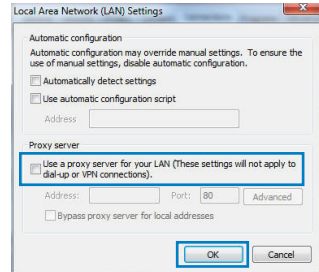 Local Area Network (LAN) Settings
Automatic configuration
Automatic configuration may override manual settings. To ensure the
use of manual settings, disable automatic configuration.
Automatically detect settings
Use automatic configuration script
Address
Proxy server
Use a proxy server for your LAN (These settings will not apply to
dial-up or VPN connections).
Address: Port: 80 Advanced
Bypass proxy server for local addresses
OK Cancel